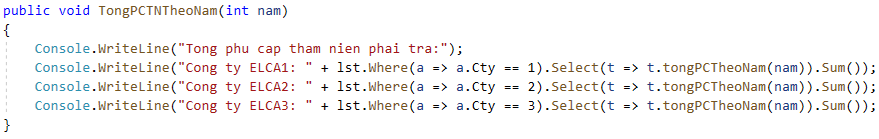 public void TongPCTNTheoNam(int nam)
{
Console.WriteLine("Tong phu cap tham nien phai tra:");
Console.WriteLine("Cong ty ELCA1: " + lst.Where(a => a.Cty == 1).Select(t => t.tongPCTheoNam(nam)).Sum());
Console.WriteLine("Cong ty ELCA2: " + lst.Where(a => a.Cty == 2).Select(t => t.tongPCTheoNam(nam)).Sum());
Console.WriteLine("Cong ty ELCA3: " + lst.Where(a => a.Cty == 3).Select(t => t.tongPCTheoNam(nam)).Sum());
}